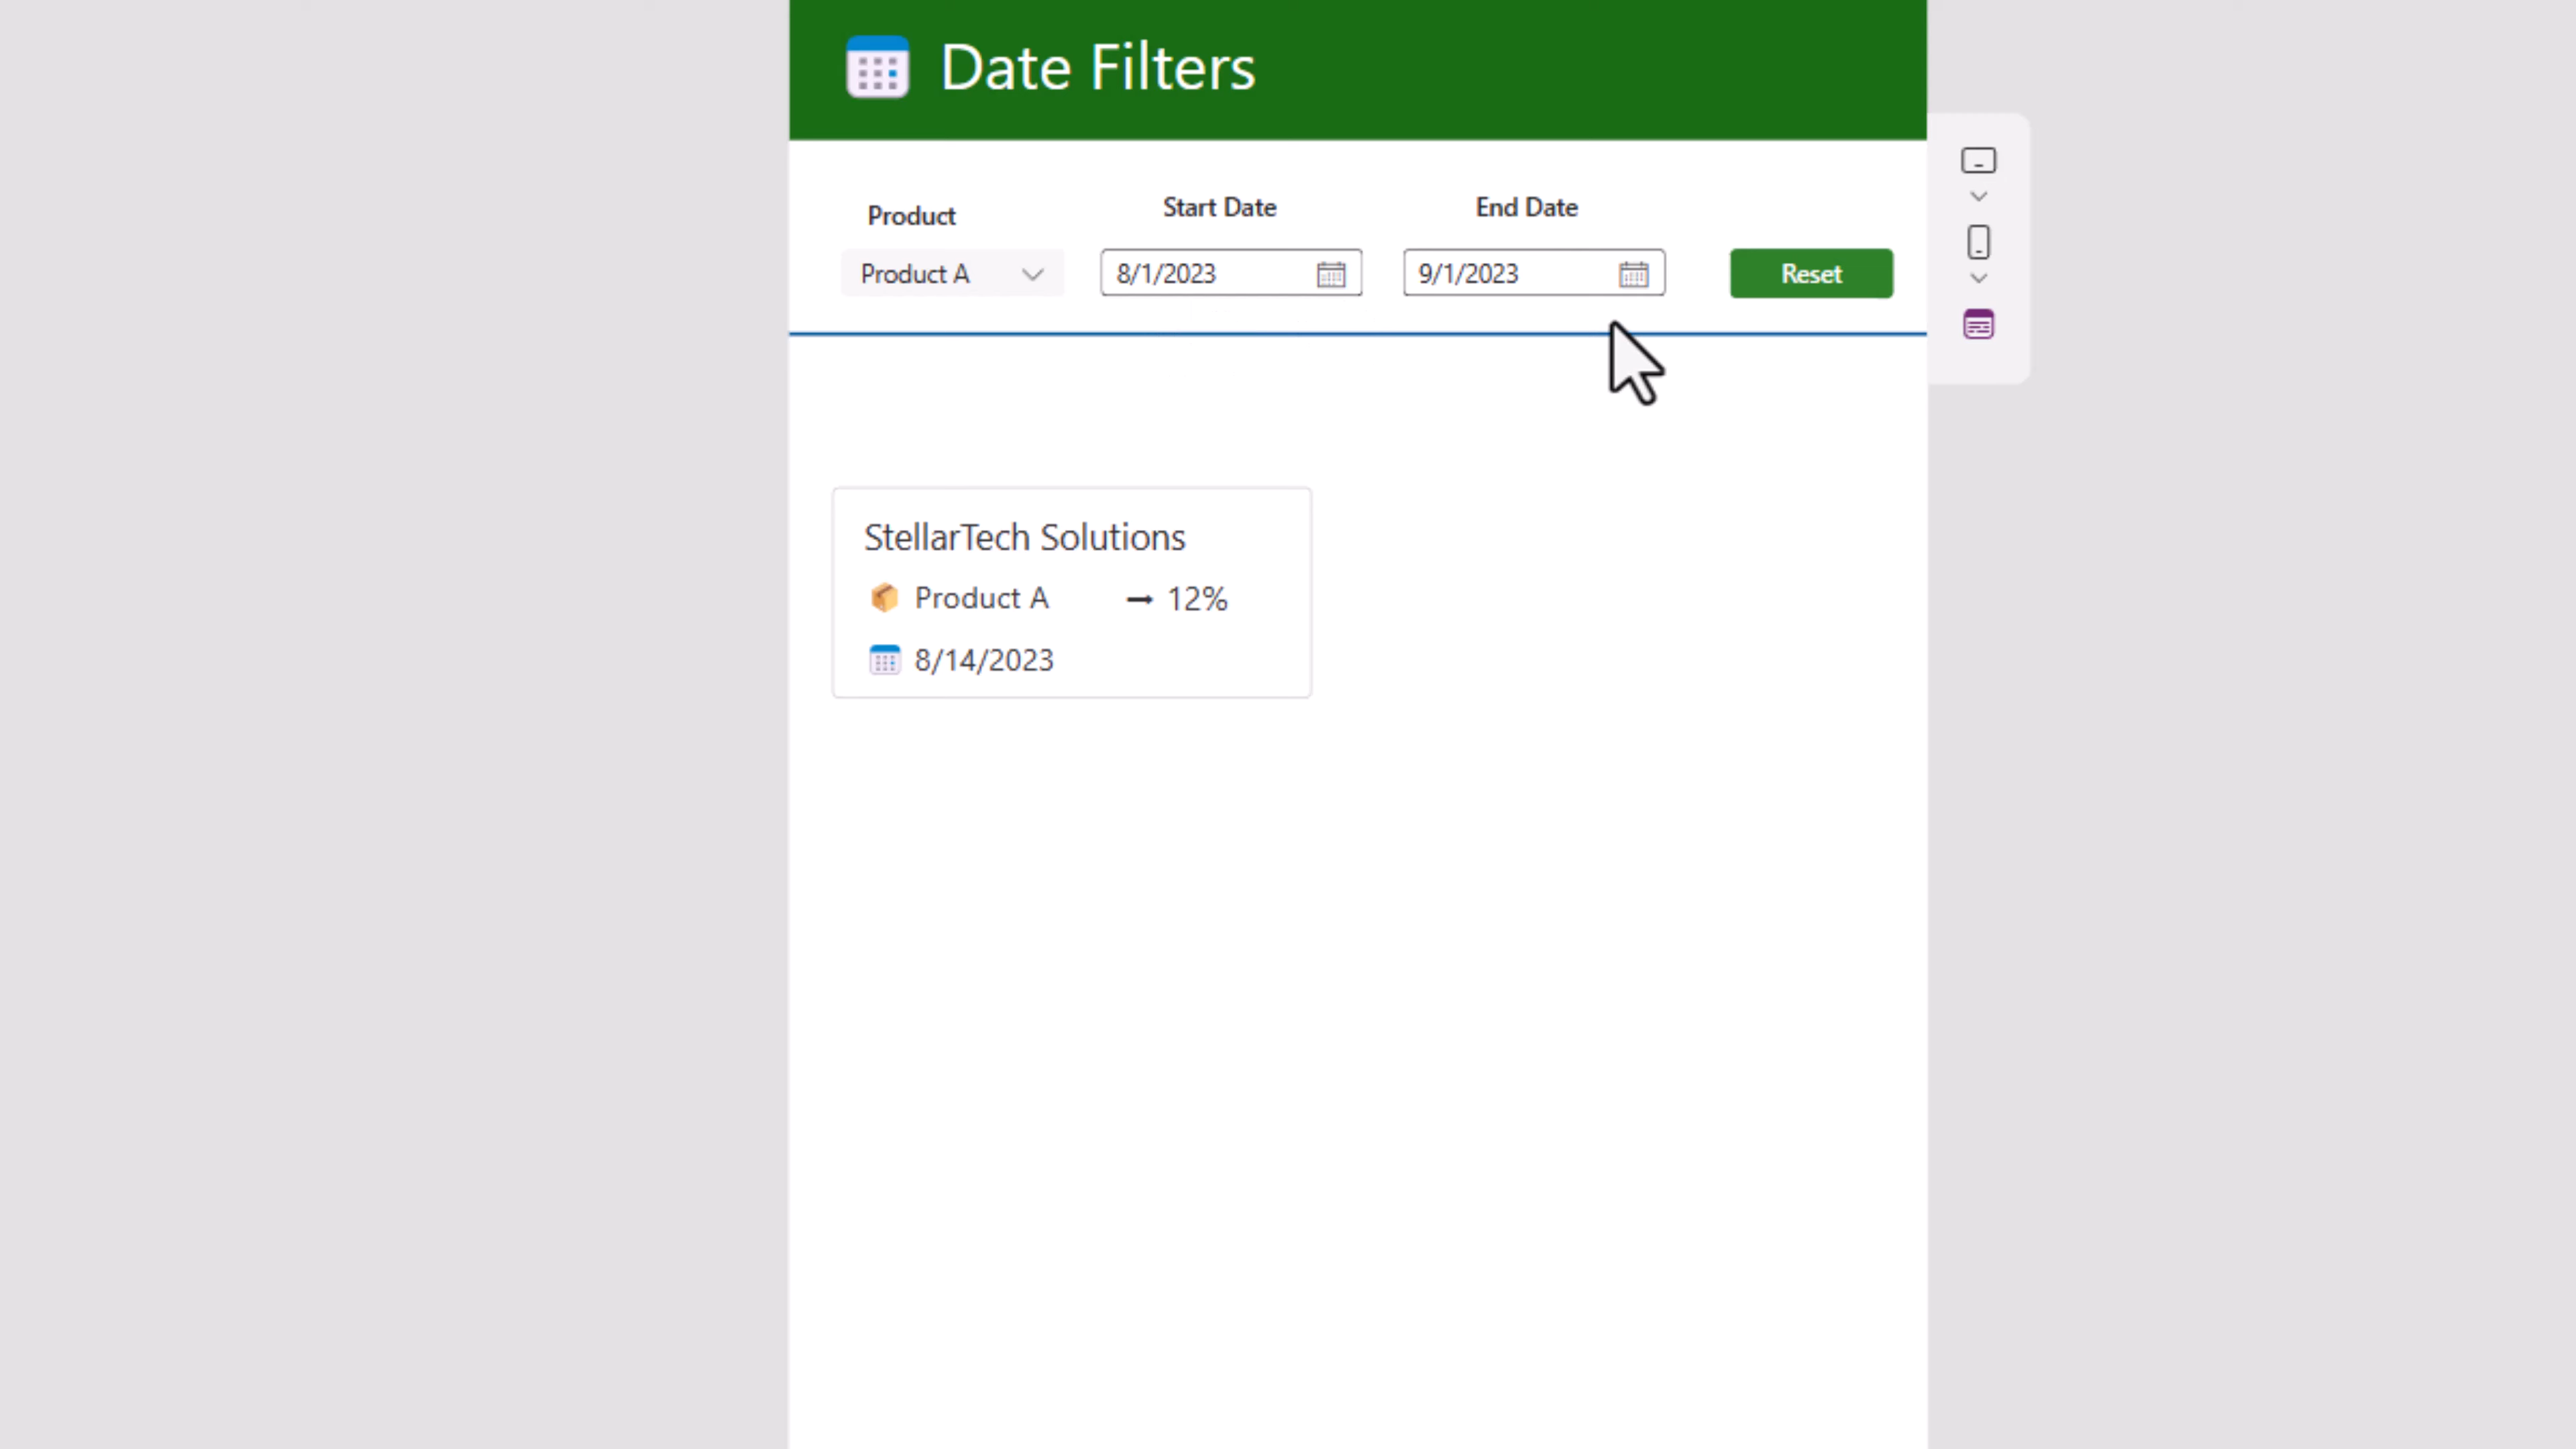 Date Filters
Product
Start Date
End Date
Product A
8/1/2023
9/1/2023
Reset
StellarTech Solutions
Product A
→ 12%
8/14/2023